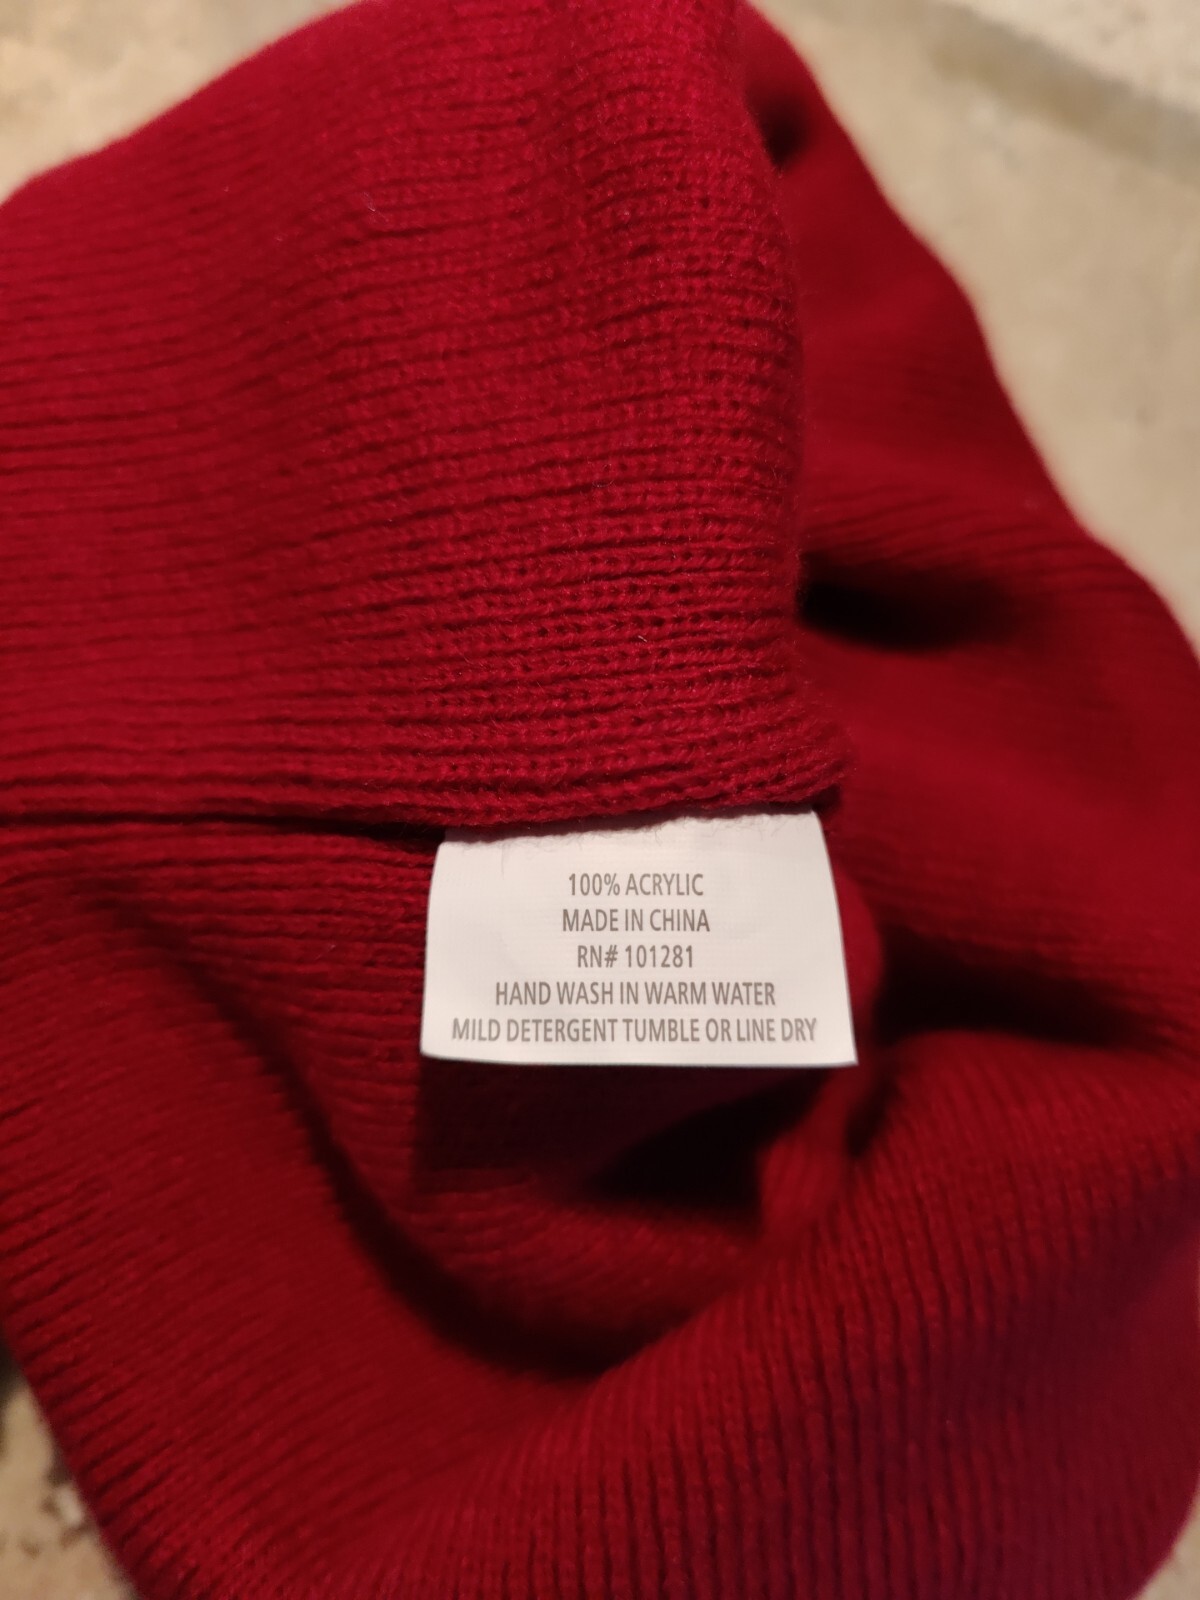 100% ACRYLIC
MADE IN CHINA
RN# 101281
HAND WASH IN WARM WATER
MILD DETERGENT TUMBLE OR LINE DRY